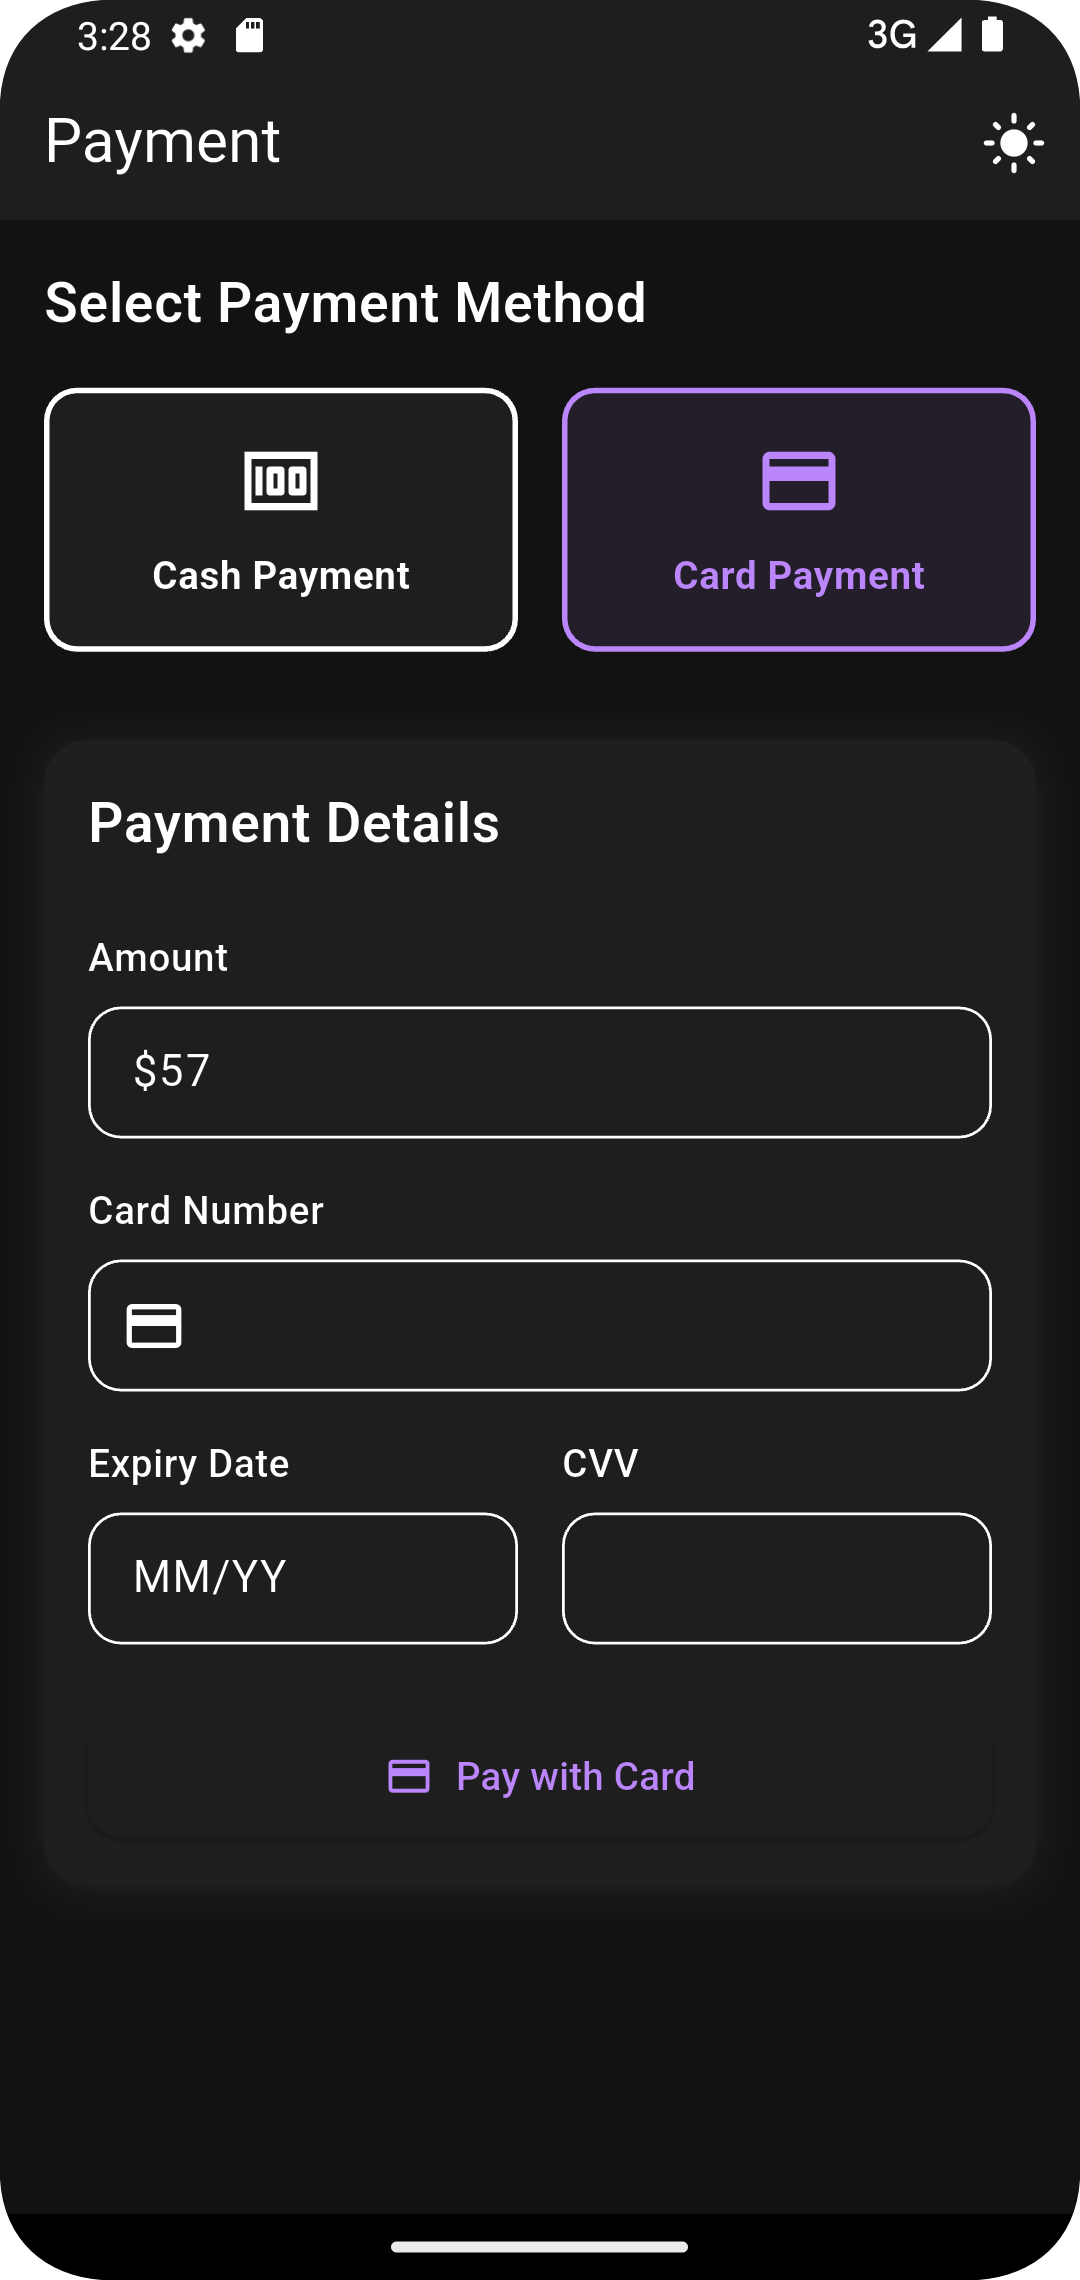 3:28 3G
Payment
Select Payment Method
100
Cash Payment Card Payment
Payment Details
Amount
$57
Card Number
Expiry Date CVV
MM/YY
Pay with Card